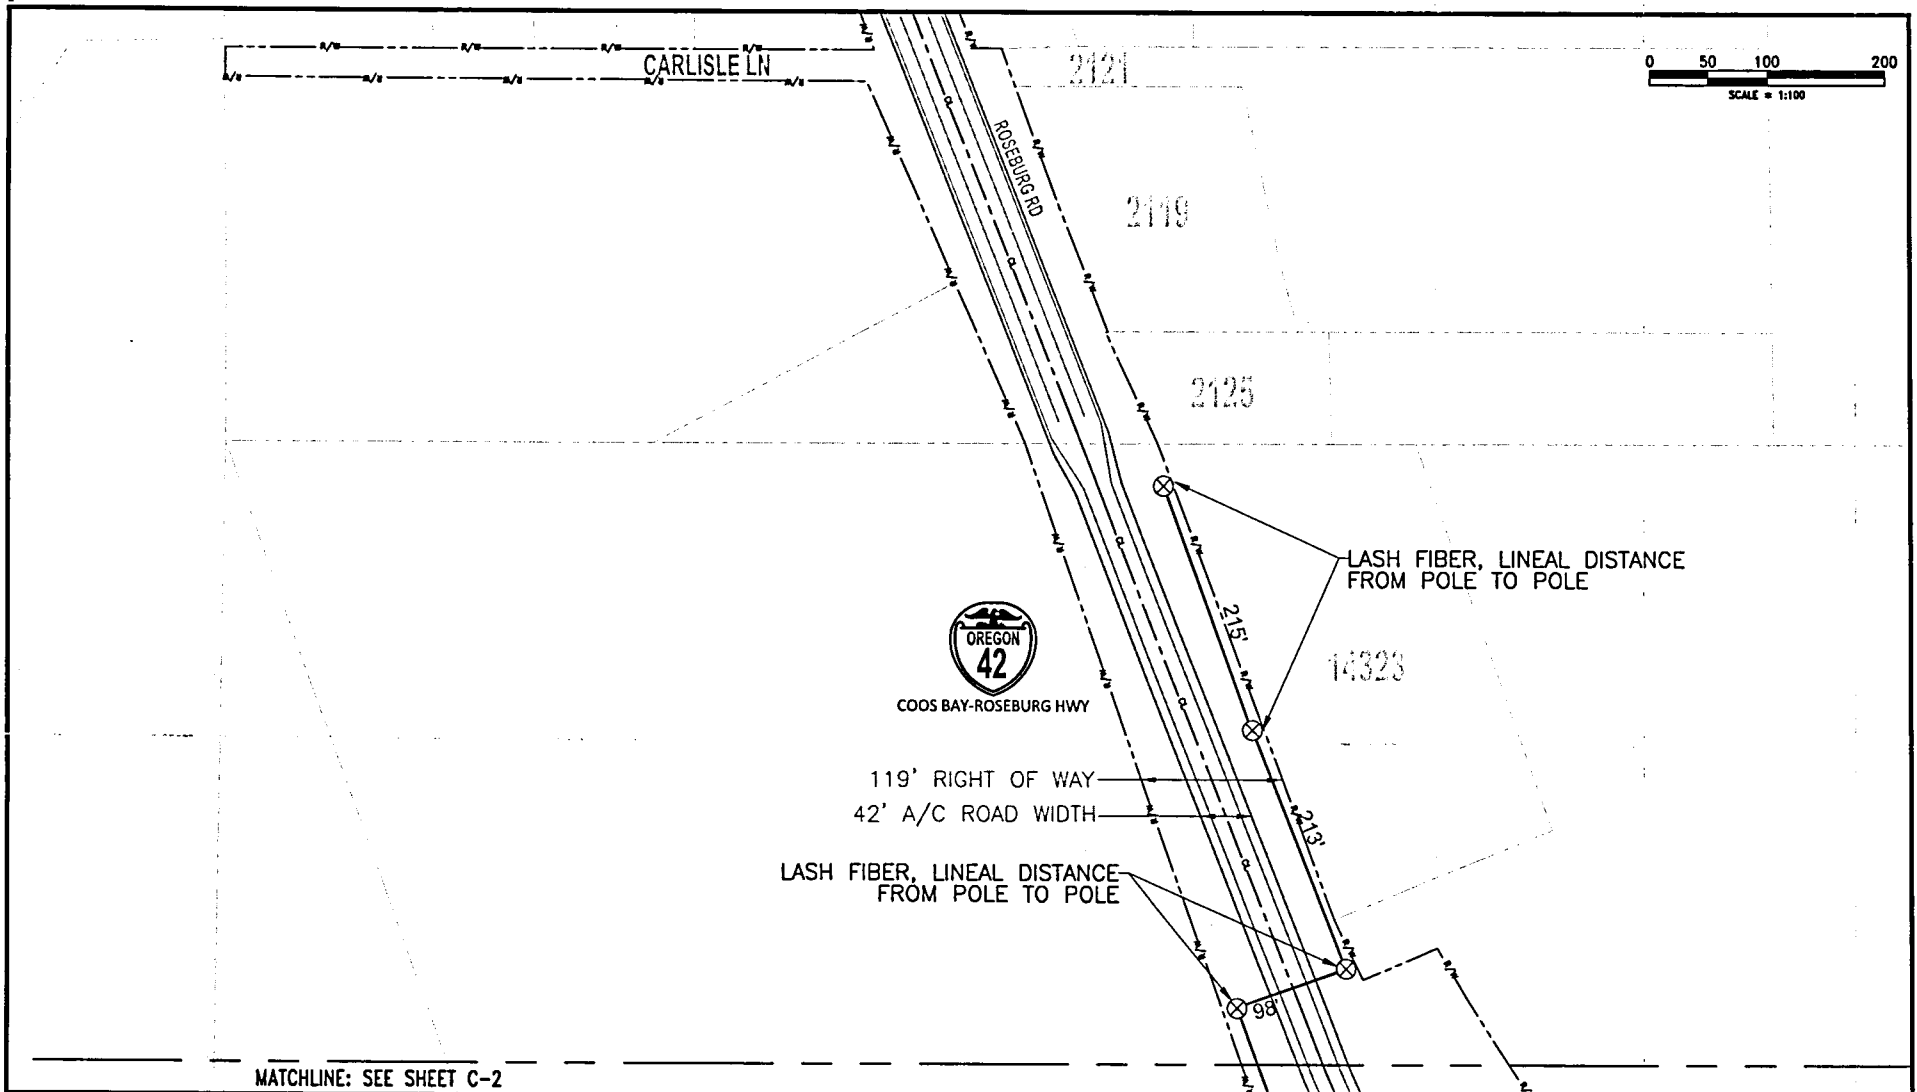 R/W R/W R/W R/W R/W
CARLISLE LN
R/W R/W R/W R/W R/W
2121
0 50 100 200
SCALE = 1:100
ROSEBURG RD
2119
2125
LASH FIBER, LINEAL DISTANCE
FROM POLE TO POLE
215'
OREGON
42
COOS BAY-ROSEBURG HWY
14323
119' RIGHT OF WAY
42' A/C ROAD WIDTH
213'
LASH FIBER, LINEAL DISTANCE
FROM POLE TO POLE
98'
MATCHLINE: SEE SHEET C-2